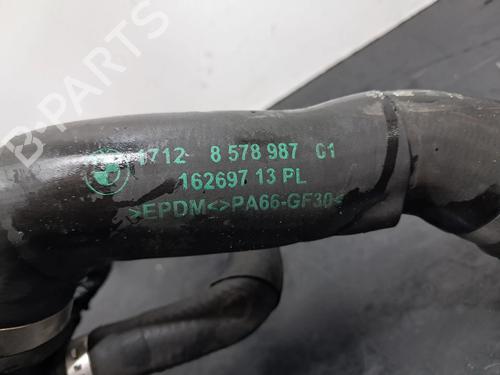 B-PARTS
1712- 8 578 987 01
162697 13 PL
>EPDM<>PA66-GF30<